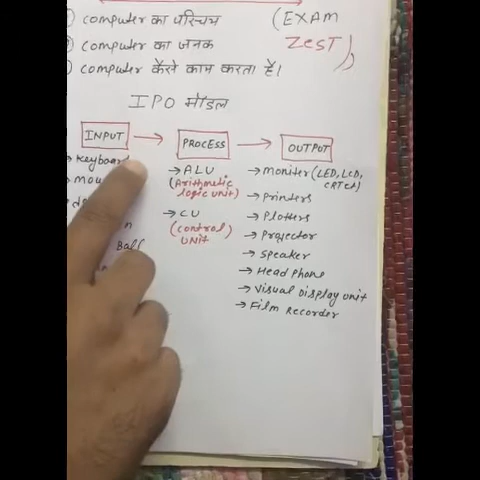 computer का परिचय
(EXAM
ZEST)
computer का जनक
computer कैसे काम करता है।
IPO मॉडल
INPUT → PROCESS → OUTPUT
→ Keyboard
→ ALU
(Arithmetic
logic unit)
→ CU
(control)
unit
Ball
→ Moniter (LED, LCD,
CRT etc)
→ Printers
→ Plotters
→ Projector
→ Speaker
→ Head phone
→ Visual Display unit
→ Film Recorder